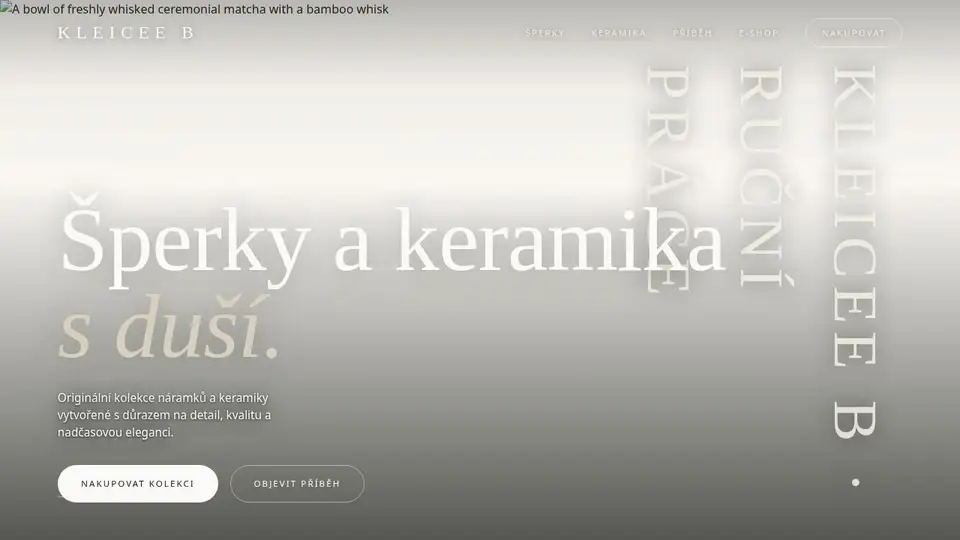 A bowl of freshly whisked ceremonial matcha with a bamboo whisk
KLEICEE B
ŠPERKY
KERAMIKA
PŘÍBĚH
E-SHOP
NAKUPOVAT
KLEICEE B
RUČNÍ
PRÁCE
Šperky a keramika
s duší.
Originální kolekce náramků a keramiky
vytvořené s důrazem na detail, kvalitu a
nadčasovou eleganci.
NAKUPOVAT KOLEKCI
OBJEVIT PŘÍBĚH